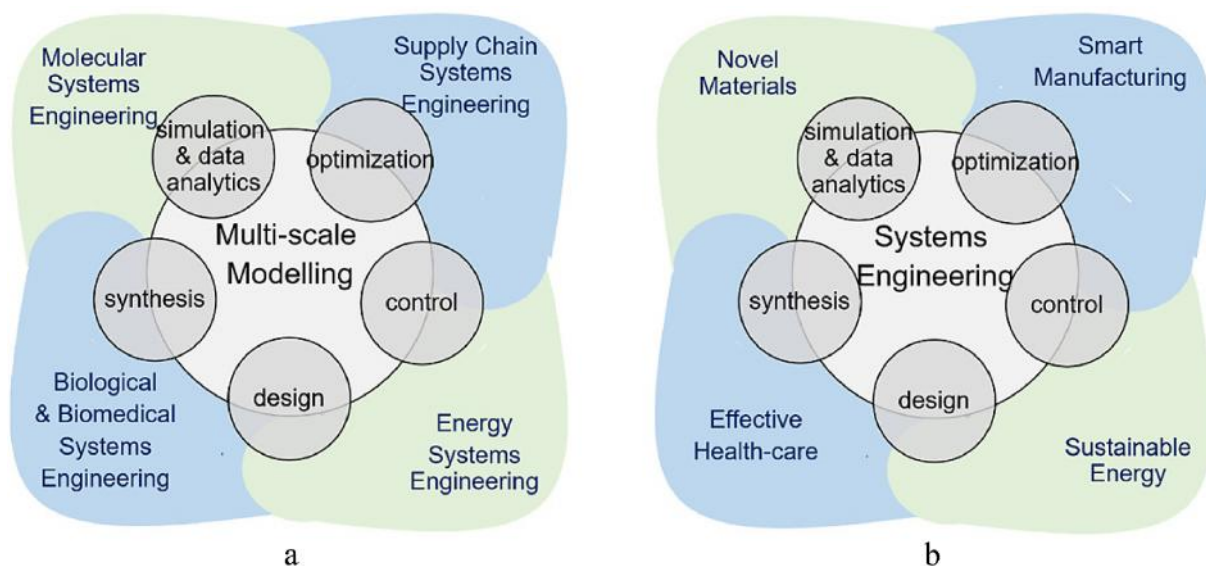 Molecular
Systems
Engineering
Supply Chain
Systems
Engineering
simulation
& data
analytics
optimization
Multi-scale
Modelling
synthesis
control
design
Biological
& Biomedical
Systems
Engineering
Energy
Systems
Engineering
a
Novel
Materials
Smart
Manufacturing
simulation
& data
analytics
optimization
Systems
Engineering
synthesis
control
design
Effective
Health-care
Sustainable
Energy
b